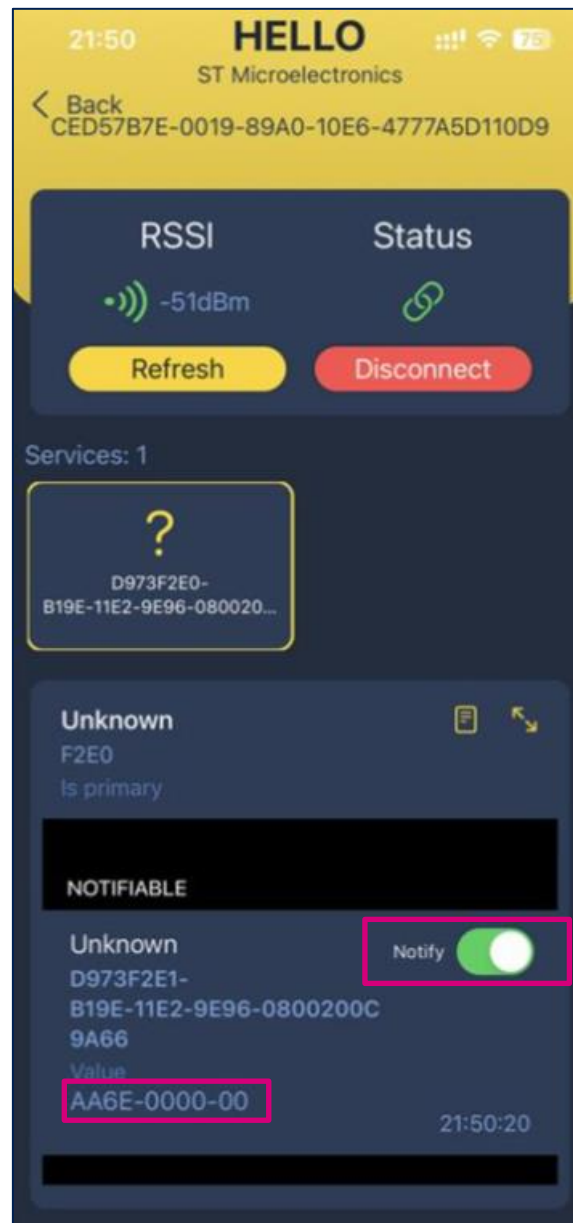 21:50
HELLO
75
ST Microelectronics
Back
CED57B7E-0019-89A0-10E6-4777A5D110D9
RSSI
Status
-51dBm
Refresh
Disconnect
Services: 1
?
D973F2E0-
B19E-11E2-9E96-080020...
Unknown
F2E0
Is primary
NOTIFIABLE
Unknown
Notify
D973F2E1-
B19E-11E2-9E96-0800200C
9A66
Value
AA6E-0000-00
21:50:20